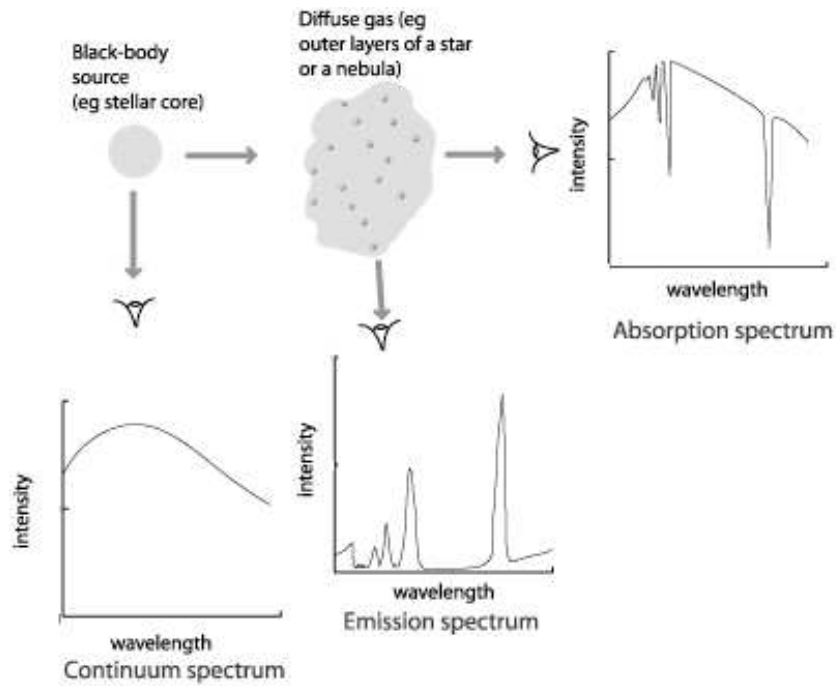 Black-body
source
(eg stellar core)
Diffuse gas (eg
outer layers of a star
or a nebula)
intensity
wavelength
Absorption spectrum
intensity
wavelength
Emission spectrum
intensity
wavelength
Continuum spectrum